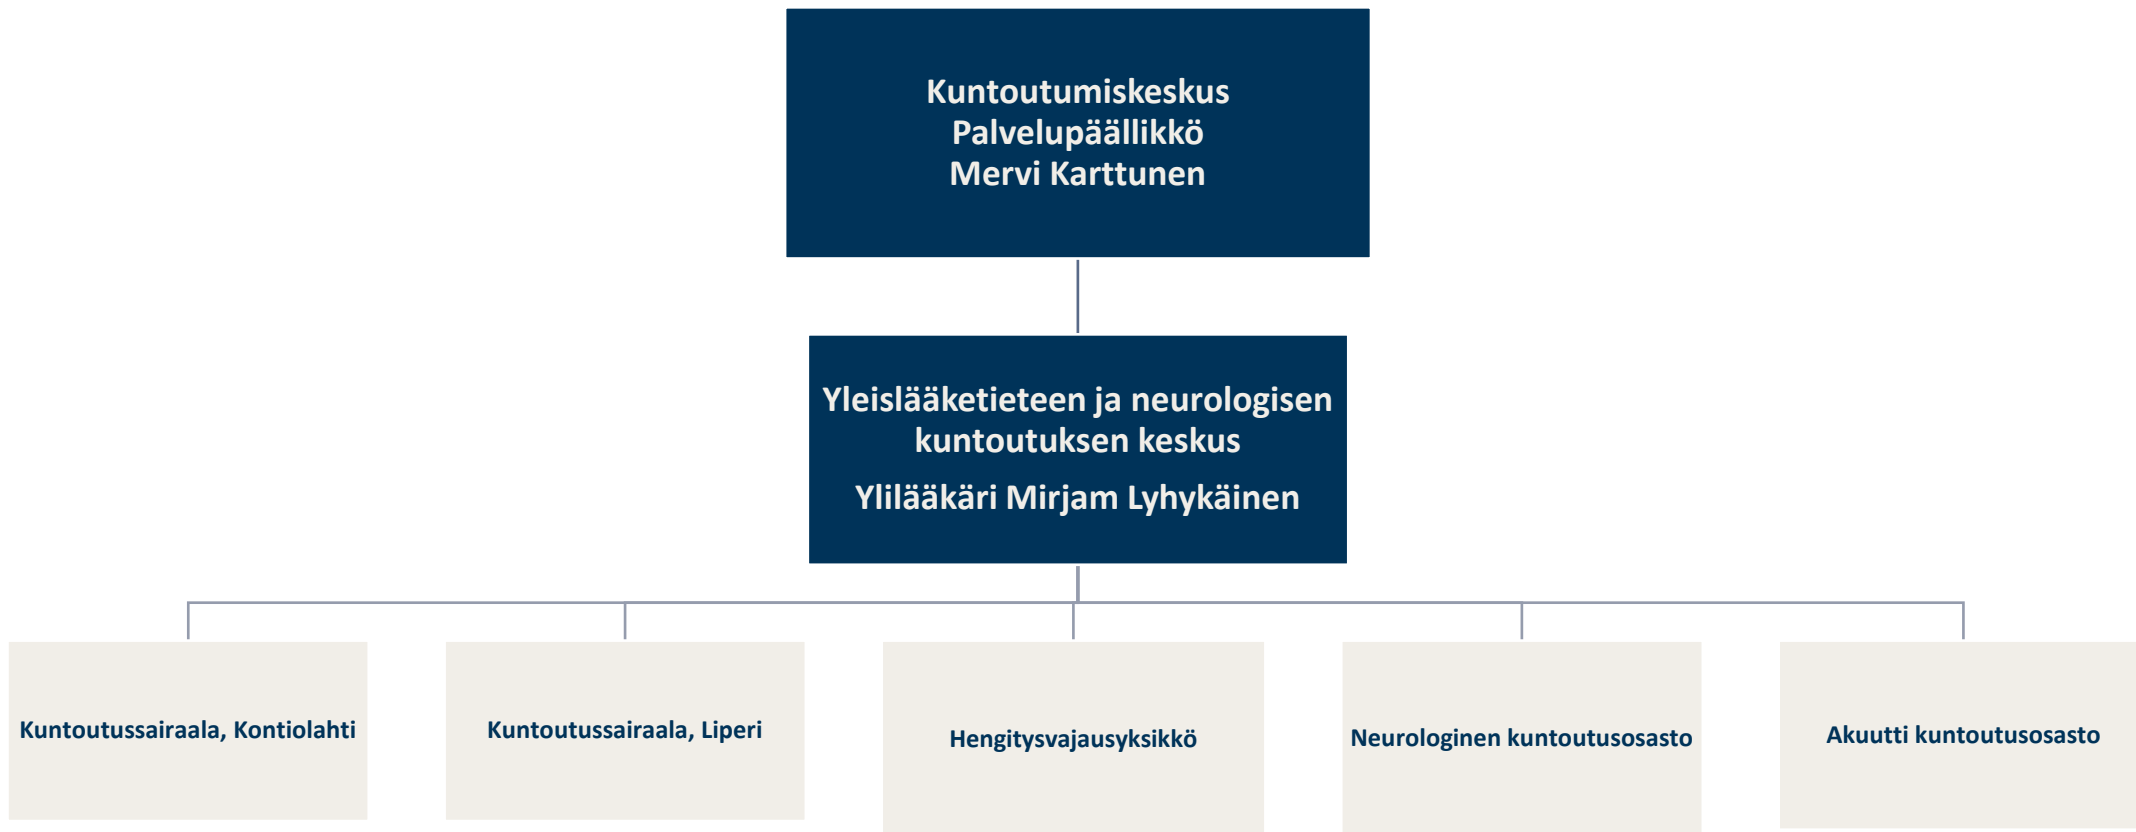 Kuntoutumiskeskus
Palvelupäällikkö
Mervi Karttunen
Yleislääketieteen ja neurologisen
kuntoutuksen keskus
Ylilääkäri Mirjam Lyhykäinen
Kuntoutussairaala, Kontiolahti
Kuntoutussairaala, Liperi
Hengitysvajausyksikkö
Neurologinen kuntoutusosasto
Akuutti kuntoutusosasto